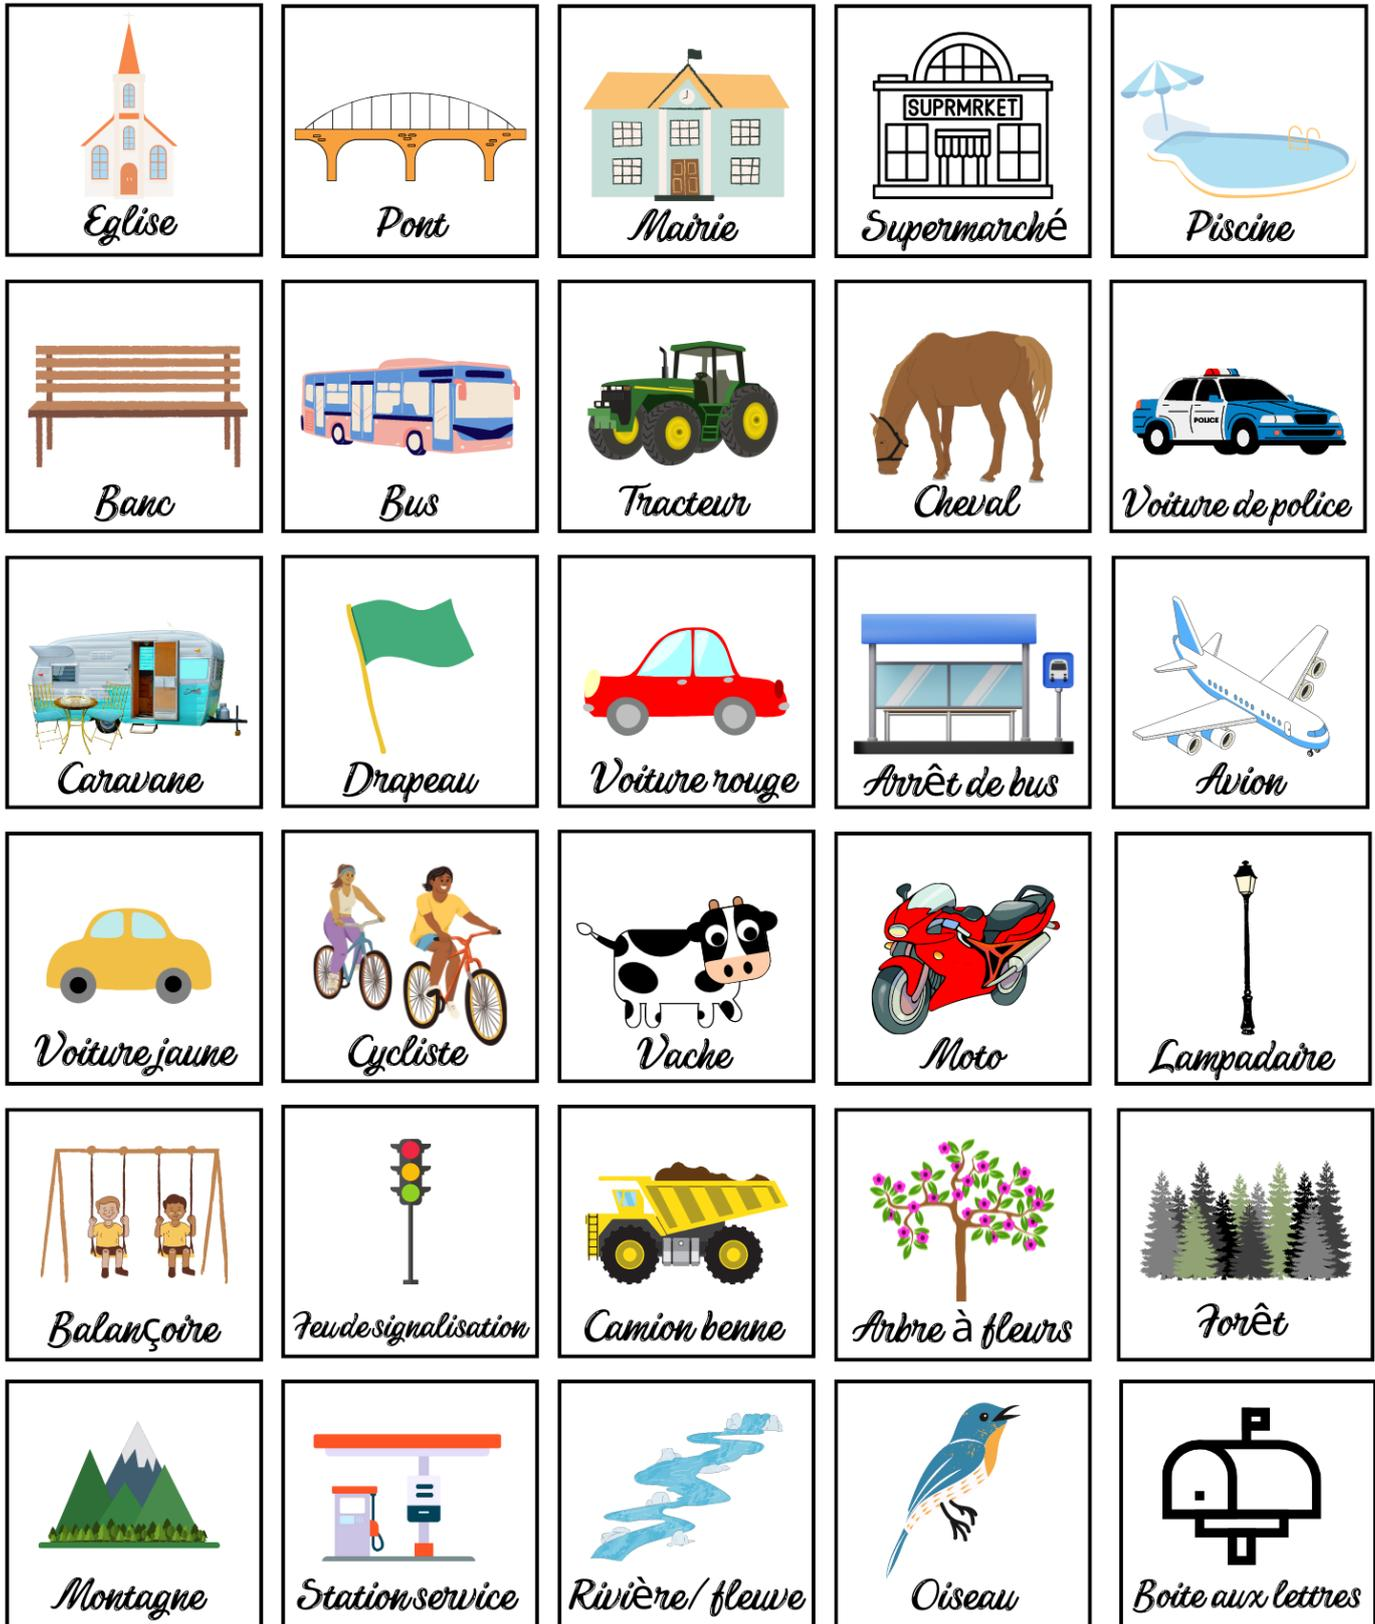 SUPRMRKET
Eglise
Pont
Mairie
Supermarché
Piscine
POLICE
Banc
Bus
Tracteur
Cheval
Voiture de police
Caravane
Drapeau
Voiture rouge
Arrêt de bus
Avion
Voiture jaune
Cycliste
Vache
Moto
Lampadaire
Balançoire
Feu de signalisation
Camion benne
Arbre à fleurs
Forêt
Montagne
Station service
Rivière/ fleuve
Oiseau
Boite aux lettres